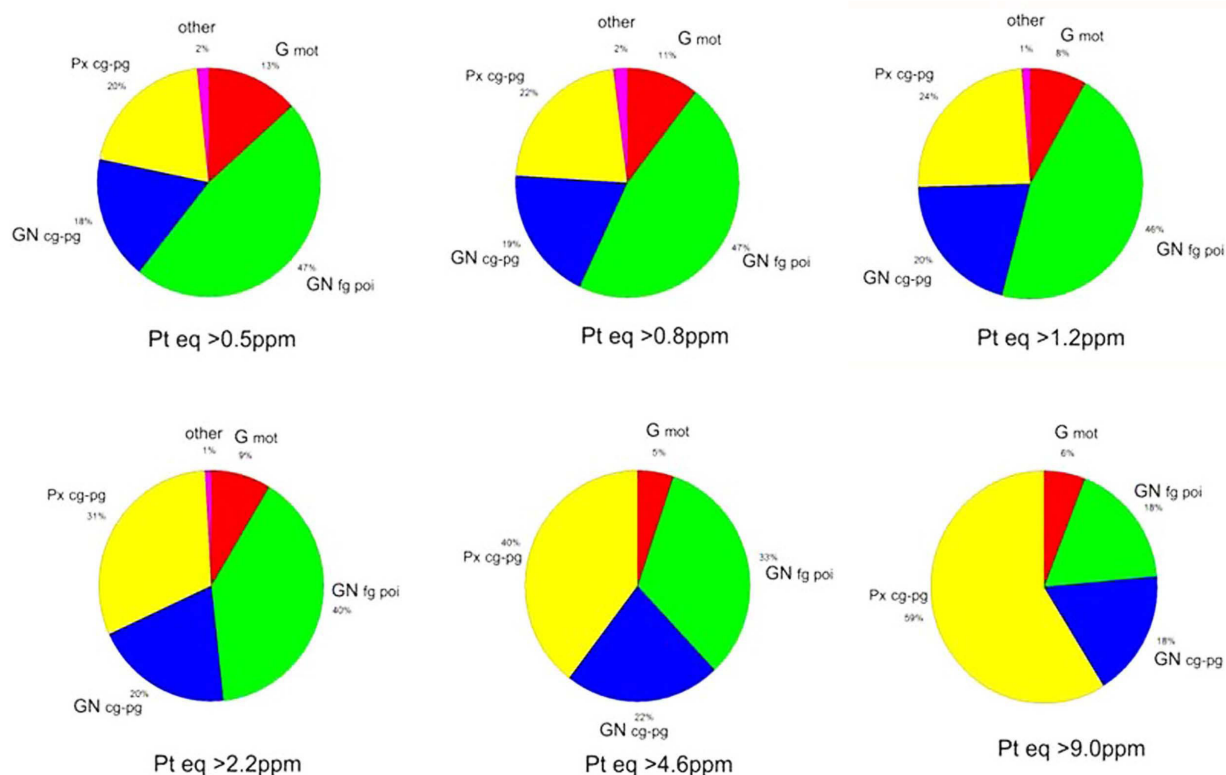 other
2%
G mot
13%
Px cg-pg
20%
GN cg-pg
18%
47%
GN fg poi
Pt eq >0.5ppm
other
2%
G mot
11%
Px cg-pg
22%
GN cg-pg
19%
47%
GN fg poi
Pt eq >0.8ppm
other
1%
G mot
8%
Px cg-pg
24%
46%
GN fg poi
20%
GN cg-pg
Pt eq >1.2ppm
other
1%
G mot
9%
Px cg-pg
31%
GN fg poi
40%
20%
GN cg-pg
Pt eq >2.2ppm
G mot
5%
40%
Px cg-pg
33%
GN fg poi
22%
GN cg-pg
Pt eq >4.6ppm
G mot
6%
GN fg poi
18%
Px cg-pg
59%
18%
GN cg-pg
Pt eq >9.0ppm